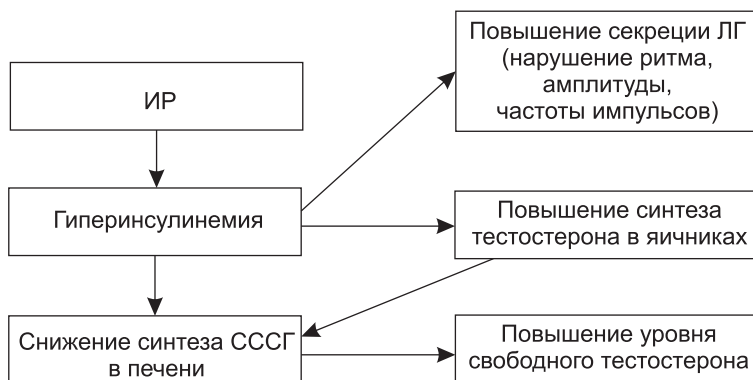 ИР
Гиперинсулинемия
Снижение синтеза СССГ
в печени
Повышение секреции ЛГ
(нарушение ритма,
амплитуды,
частоты импульсов)
Повышение синтеза
тестостерона в яичниках
Повышение уровня
свободного тестостерона